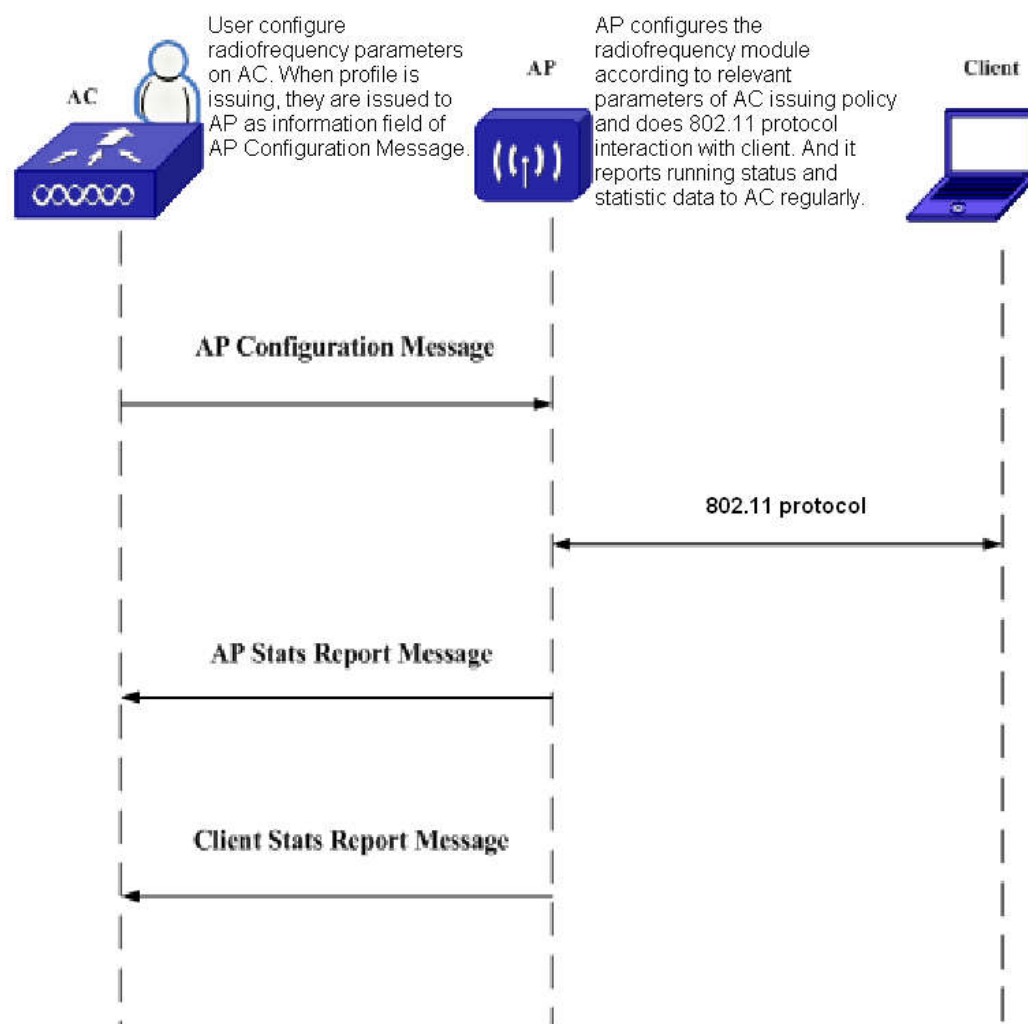 User configure
radiofrequency parameters
on AC. When profile is
issuing, they are issued to
AP as information field of
AP Configuration Message.
AC
AP
AP configures the
radiofrequency module
according to relevant
parameters of AC issuing policy
and does 802.11 protocol
interaction with client. And it
reports running status and
statistic data to AC regularly.
Client
AP Configuration Message
802.11 protocol
AP Stats Report Message
Client Stats Report Message